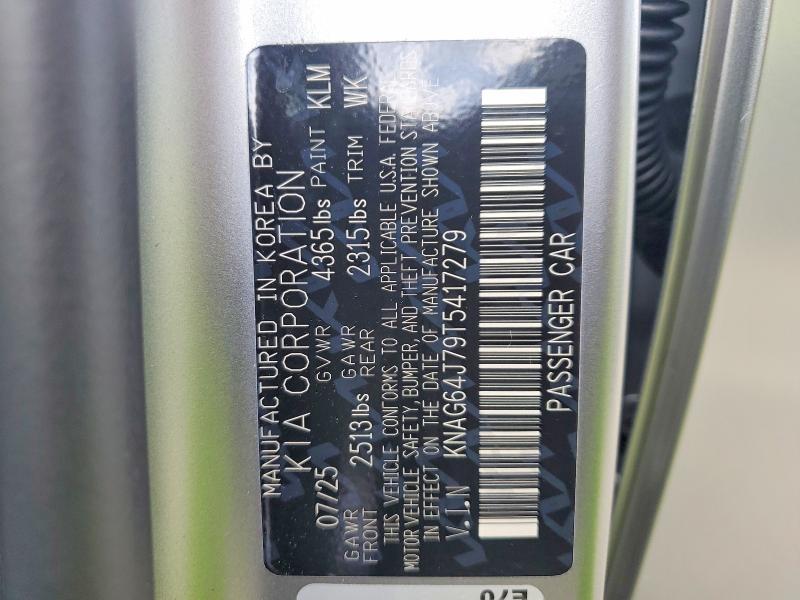 MANUFACTURED IN KOREA BY
KIA CORPORATION
07/25 GVWR 4365lbs PAINT KLM
GAWR FRONT 2513lbs GAWR REAR 2315lbs TRIM WK
THIS VEHICLE CONFORMS TO ALL APPLICABLE U.S.A. FEDERAL
MOTOR VEHICLE SAFETY, BUMPER, AND THEFT PREVENTION STANDARDS
IN EFFECT ON THE DATE OF MANUFACTURE SHOWN ABOVE
V.I.N KNAG64J79T5417279
PASSENGER CAR